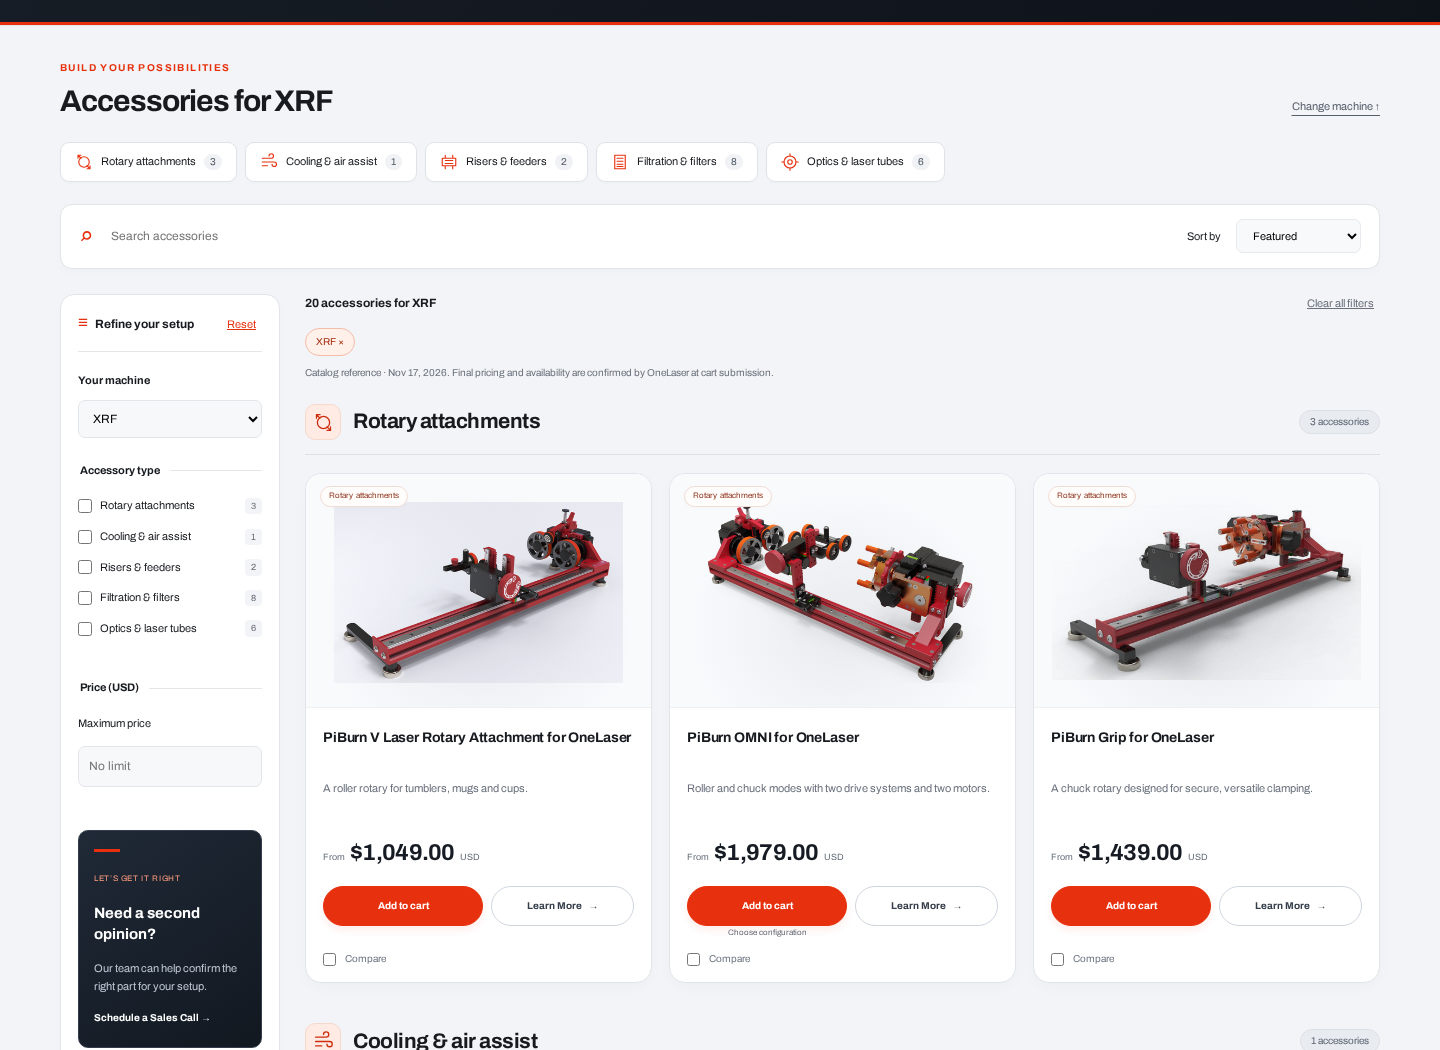 BUILD YOUR POSSIBILITIES
Accessories for XRF
Change machine ↑
Rotary attachments 3
Cooling & air assist 1
Risers & feeders 2
Filtration & filters 8
Optics & laser tubes 6
Search accessories
Sort by
Featured
Refine your setup
Reset
Your machine
XRF
Accessory type
Rotary attachments 3
Cooling & air assist 1
Risers & feeders 2
Filtration & filters 8
Optics & laser tubes 6
Price (USD)
Maximum price
No limit
LET'S GET IT RIGHT
Need a second
opinion?
Our team can help confirm the
right part for your setup.
Schedule a Sales Call →
20 accessories for XRF
Clear all filters
XRF ×
Catalog reference · Nov 17, 2026. Final pricing and availability are confirmed by OneLaser at cart submission.
Rotary attachments
3 accessories
Rotary attachments
PiBurn V Laser Rotary Attachment for OneLaser
A roller rotary for tumblers, mugs and cups.
From $1,049.00 USD
Add to cart
Learn More →
Compare
Rotary attachments
PiBurn OMNI for OneLaser
Roller and chuck modes with two drive systems and two motors.
From $1,979.00 USD
Add to cart
Learn More →
Choose configuration
Compare
Rotary attachments
PiBurn Grip for OneLaser
A chuck rotary designed for secure, versatile clamping.
From $1,439.00 USD
Add to cart
Learn More →
Compare
Cooling & air assist
1 accessories